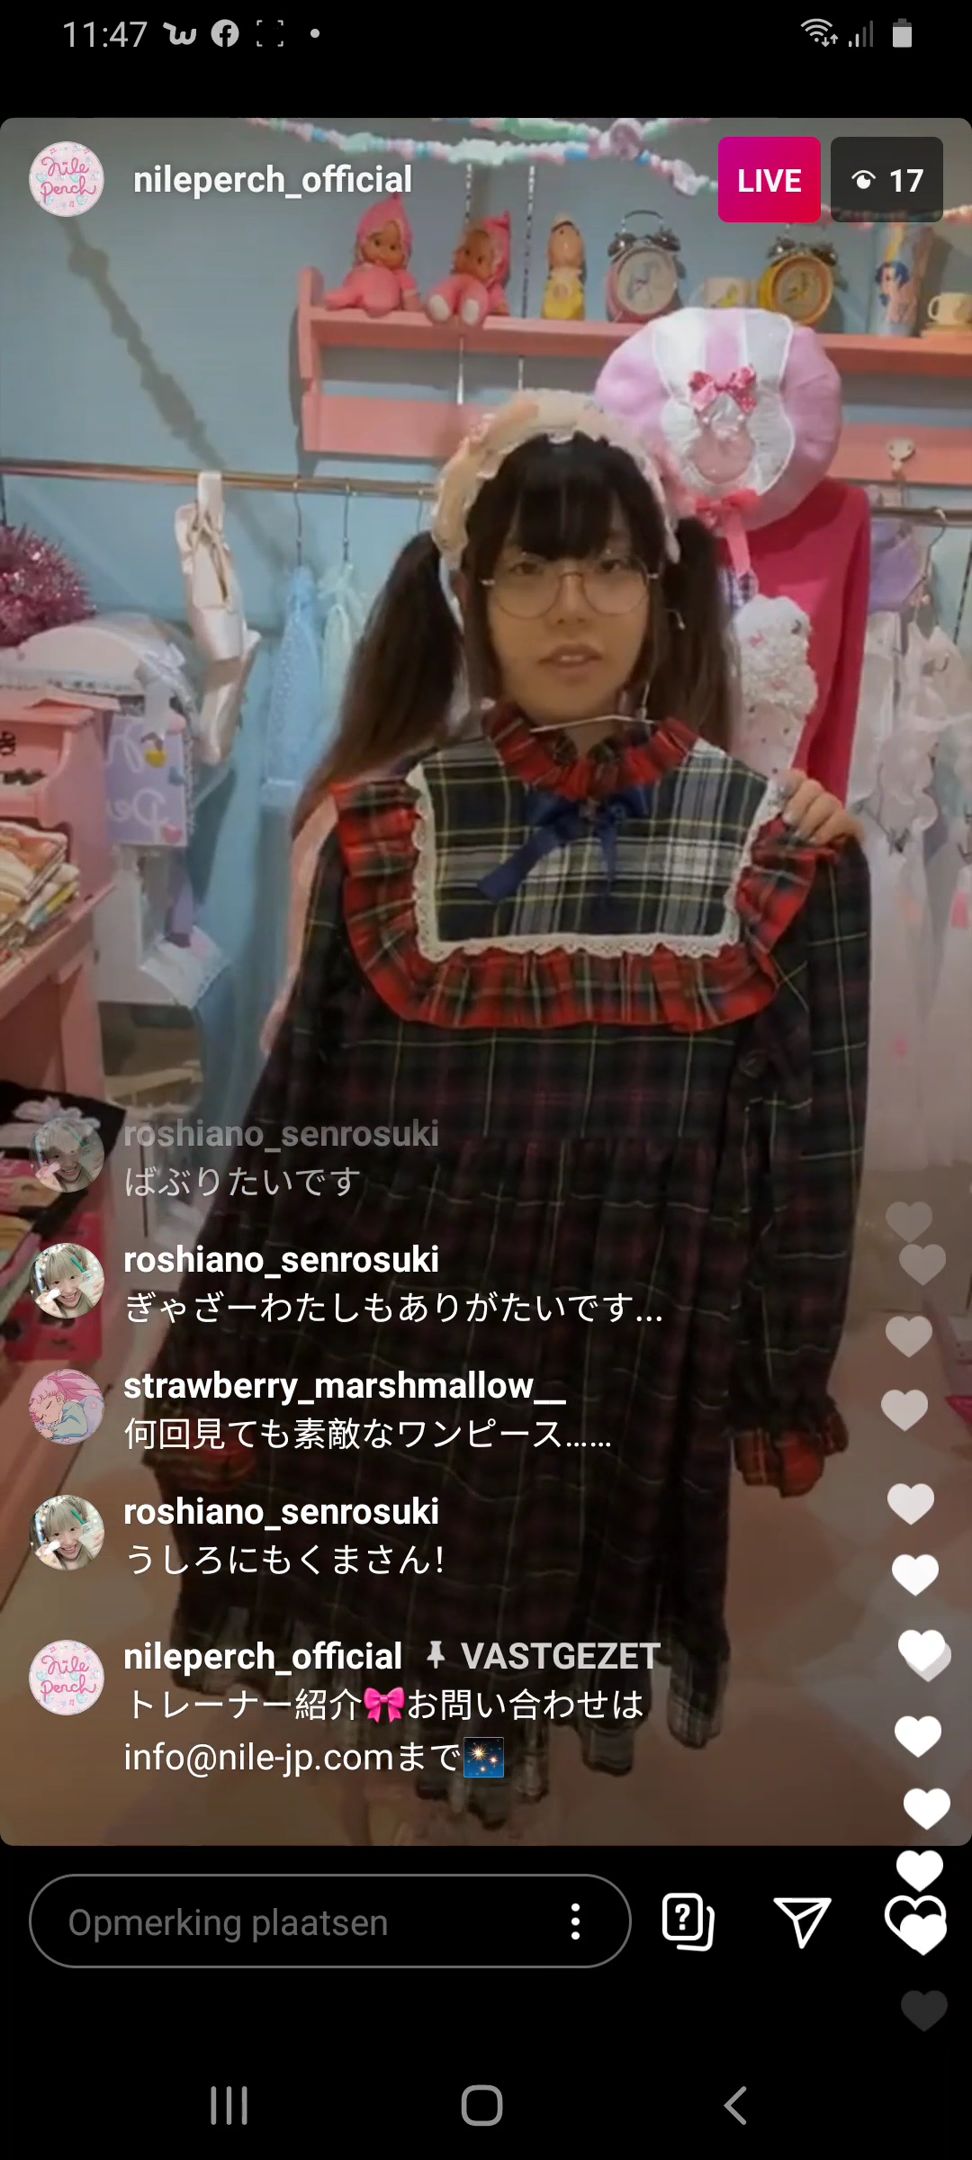 11:47
nile perch
nileperch_official
LIVE
17
roshiano_senrosuki
ばぶりたいです
roshiano_senrosuki
ぎゃざーわたしもありがたいです...
strawberry_marshmallow__
何回見ても素敵なワンピース......
roshiano_senrosuki
うしろにもくまさん!
nile perch
nileperch_official VASTGEZET
トレーナー紹介🎀お問い合わせは
info@nile-jp.comまで🎇
Opmerking plaatsen